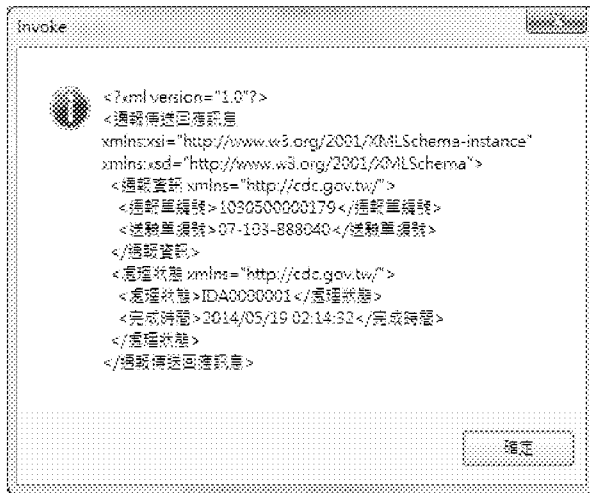 Invoke
<?xml version="1.0"?>
<通報傳送回應訊息
xmlns:xsi="http://www.w3.org/2001/XMLSchema-instance"
xmlns:xsd="http://www.w3.org/2001/XMLSchema">
<通報資訊 xmlns="http://cdc.gov.tw/">
<通報單編號>1030500000179</通報單編號>
<送驗單編號>07-103-888040</送驗單編號>
</通報資訊>
<處理狀態 xmlns="http://cdc.gov.tw/">
<處理狀態>IDA0000001</處理狀態>
<完成時間>2014/05/19 02:14:32</完成時間>
</處理狀態>
</通報傳送回應訊息>
確定